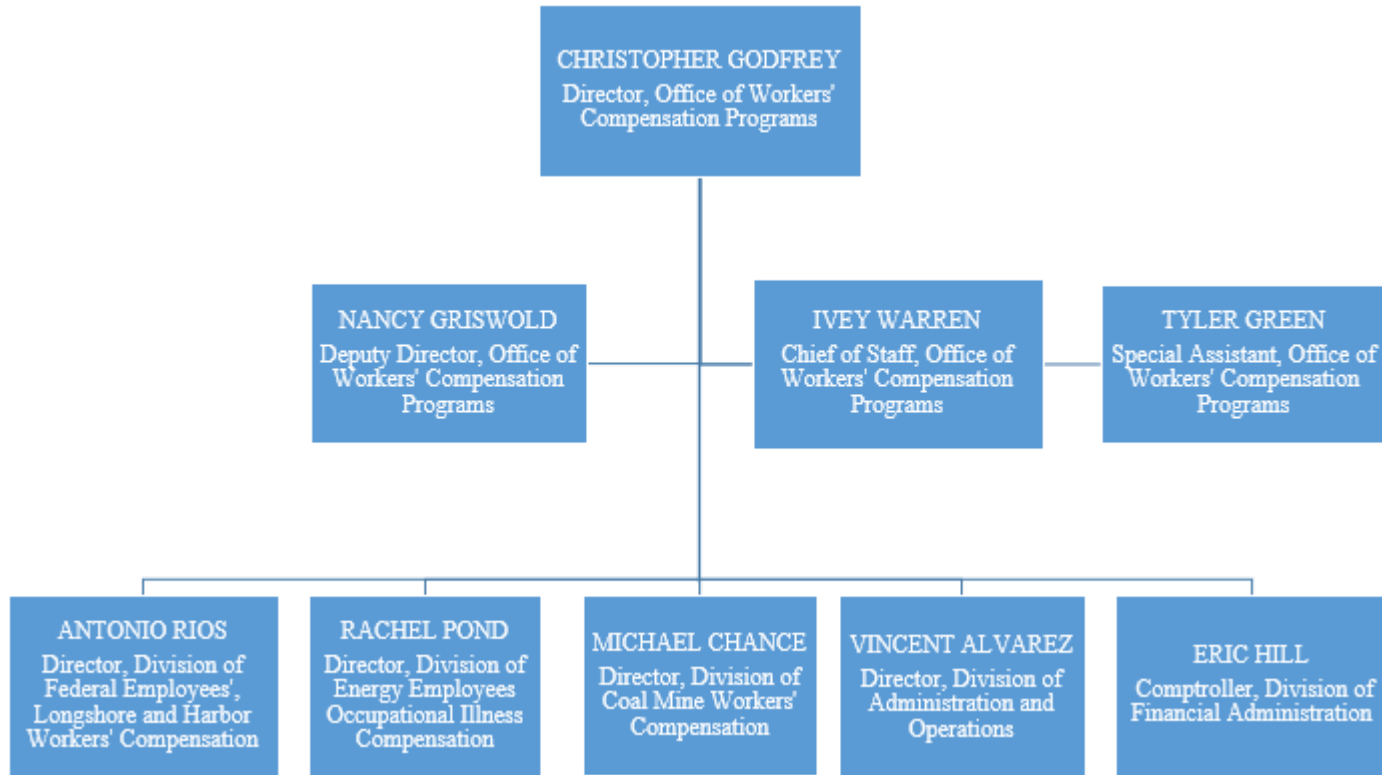 CHRISTOPHER GODFREY
Director, Office of Workers'
Compensation Programs
NANCY GRISWOLD
Deputy Director, Office of
Workers' Compensation
Programs
IVEY WARREN
Chief of Staff, Office of
Workers' Compensation
Programs
TYLER GREEN
Special Assistant, Office of
Workers' Compensation
Programs
ANTONIO RIOS
Director, Division of
Federal Employees',
Longshore and Harbor
Workers' Compensation
RACHEL POND
Director, Division of
Energy Employees
Occupational Illness
Compensation
MICHAEL CHANCE
Director, Division of
Coal Mine Workers'
Compensation
VINCENT ALVAREZ
Director, Division of
Administration and
Operations
ERIC HILL
Comptroller, Division of
Financial Administration